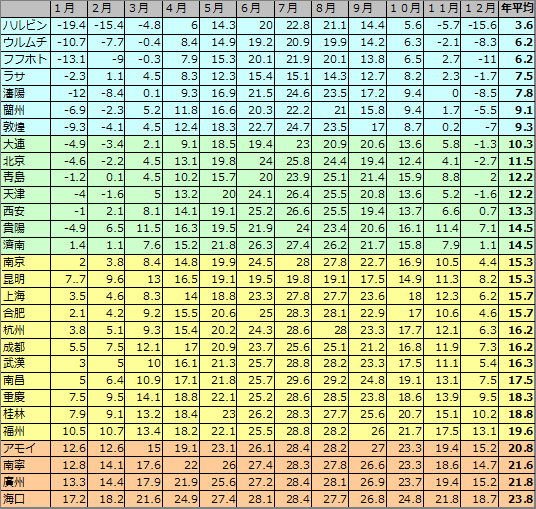 1月 2月 3月 4月 5月 6月 7月 8月 9月 10月 11月 12月 年平均
ハルビン -19.4 -15.4 -4.8 6 14.3 20 22.8 21.1 14.4 5.6 -5.7 -15.6 3.6
ウルムチ -10.7 -7.7 -0.4 8.4 14.9 19.2 20.9 19.9 14.2 6.3 -2.1 -8.3 6.2
フフホト -13.1 -9 -0.3 7.9 15.3 20.1 21.9 20.1 13.8 6.5 2.7 -11 6.2
ラサ -2.3 1.1 4.5 8.3 12.3 15.4 15.1 14.3 12.7 8.2 2.3 -1.7 7.5
瀋陽 -12 -8.4 0.1 9.3 16.9 21.5 24.6 23.5 17.2 9.4 0 -8.5 7.8
蘭州 -6.9 -2.3 5.2 11.8 16.6 20.3 22.2 21 15.8 9.4 1.7 -5.5 9.1
敦煌 -9.3 -4.1 4.5 12.4 18.3 22.7 24.7 23.5 17 8.7 0.2 -7 9.3
大連 -4.9 -3.4 2.1 9.1 18.5 19.4 23 20.9 20.6 13.6 5.8 -1.3 10.3
北京 -4.6 -2.2 4.5 13.1 19.8 24 25.8 24.4 19.4 12.4 4.1 -2.7 11.5
青島 -1.2 0.1 4.5 10.2 15.7 20 23.9 25.1 21.4 15.9 8.8 2 12.2
天津 -4 -1.6 5 13.2 20 24.1 26.4 25.5 20.8 13.6 5.2 -1.6 12.2
西安 -1 2.1 8.1 14.1 19.1 25.2 26.6 25.5 19.4 13.7 6.6 0.7 13.3
貴陽 -4.9 6.5 11.5 16.3 19.5 21.9 24 23.4 20.6 16.1 11.4 7.1 14.5
濟南 1.4 1.1 7.6 15.2 21.8 26.3 27.4 26.2 21.7 15.8 7.9 1.1 14.5
南京 2 3.8 8.4 14.8 19.9 24.5 28 27.8 22.7 16.9 10.5 4.4 15.3
昆明 7..7 9.6 13 16.5 19.1 19.5 19.8 19.1 17.5 14.9 11.3 8.2 15.3
上海 3.5 4.6 8.3 14 18.8 23.3 27.8 27.7 23.6 18 12.3 6.2 15.7
合肥 2.1 4.2 9.2 15.5 20.6 25 28.3 28.1 22.9 17 10.6 4.6 15.7
杭州 3.8 5.1 9.3 15.4 20.2 24.3 28.6 28 23.3 17.7 12.1 6.3 16.2
成都 5.5 7.5 12.1 17 20.9 23.7 25.6 25.1 21.2 16.8 11.9 7.3 16.2
武漢 3 5 10 16.1 21.3 25.7 28.8 28.2 23.3 17.5 11.1 5.4 16.3
南昌 5 6.4 10.9 17.1 21.8 25.7 29.6 29.2 24.8 19.1 13.1 7.5 17.5
重慶 7.5 9.5 14.1 18.8 22.1 25.2 28.6 28.5 23.8 18.6 13.9 9.5 18.3
桂林 7.9 9.1 13.2 18.4 23 26.2 28.3 27.7 25.6 20.7 15.1 10.2 18.8
福州 10.5 10.7 13.4 18.2 22.1 25.5 28.8 28.2 26 21.7 17.5 13.1 19.6
アモイ 12.6 12.6 15 19.1 23.1 26.1 28.4 28.2 27 23.3 19.4 15.2 20.8
南寧 12.8 14.1 17.6 22 26 27.4 28.3 27.8 26.6 23.3 18.6 14.7 21.6
廣州 13.3 14.4 17.9 21.9 25.6 27.2 28.4 28.1 26.9 23.7 19.4 15.2 21.8
海口 17.2 18.2 21.6 24.9 27.4 28.1 28.4 27.7 26.8 24.8 21.8 18.7 23.8